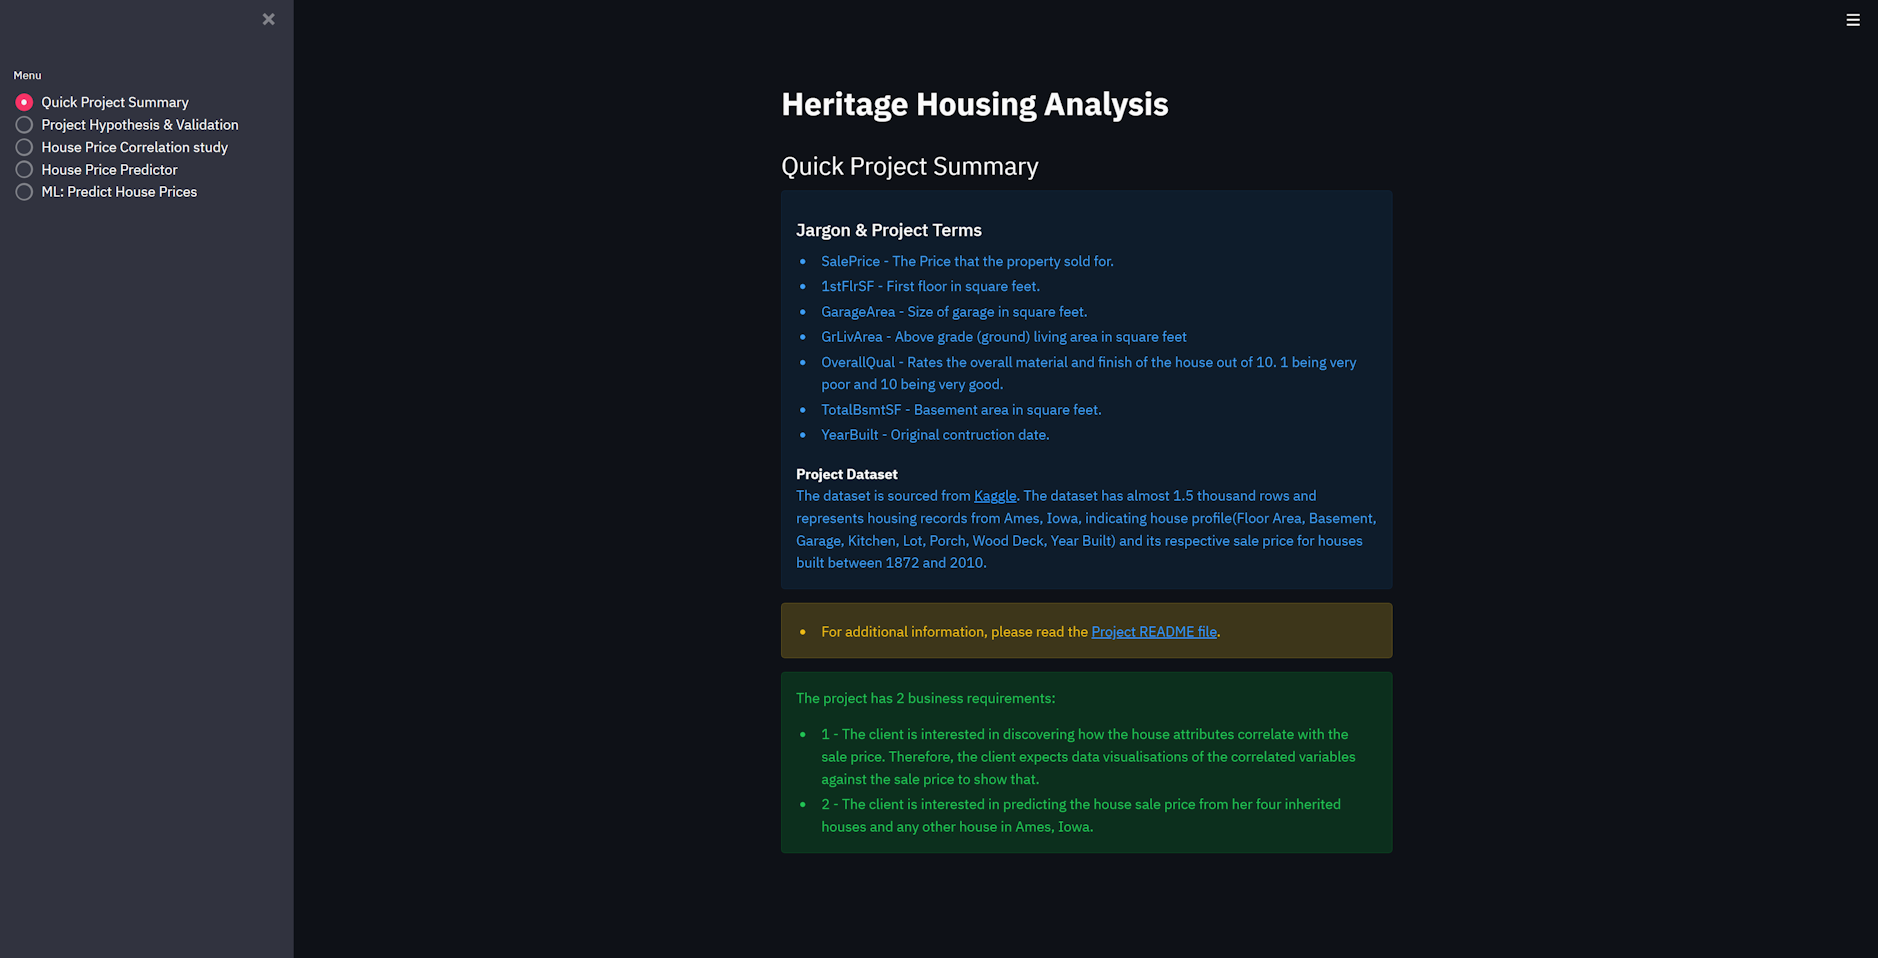 Menu
Quick Project Summary
Project Hypothesis & Validation
House Price Correlation study
House Price Predictor
ML: Predict House Prices
Heritage Housing Analysis
Quick Project Summary
Jargon & Project Terms
• SalePrice - The Price that the property sold for.
• 1stFlrSF - First floor in square feet.
• GarageArea - Size of garage in square feet.
• GrLivArea - Above grade (ground) living area in square feet
• OverallQual - Rates the overall material and finish of the house out of 10. 1 being very
poor and 10 being very good.
• TotalBsmtSF - Basement area in square feet.
• YearBuilt - Original contruction date.
Project Dataset
The dataset is sourced from Kaggle. The dataset has almost 1.5 thousand rows and
represents housing records from Ames, Iowa, indicating house profile(Floor Area, Basement,
Garage, Kitchen, Lot, Porch, Wood Deck, Year Built) and its respective sale price for houses
built between 1872 and 2010.
• For additional information, please read the Project README file.
The project has 2 business requirements:
• 1 - The client is interested in discovering how the house attributes correlate with the
sale price. Therefore, the client expects data visualisations of the correlated variables
against the sale price to show that.
• 2 - The client is interested in predicting the house sale price from her four inherited
houses and any other house in Ames, Iowa.